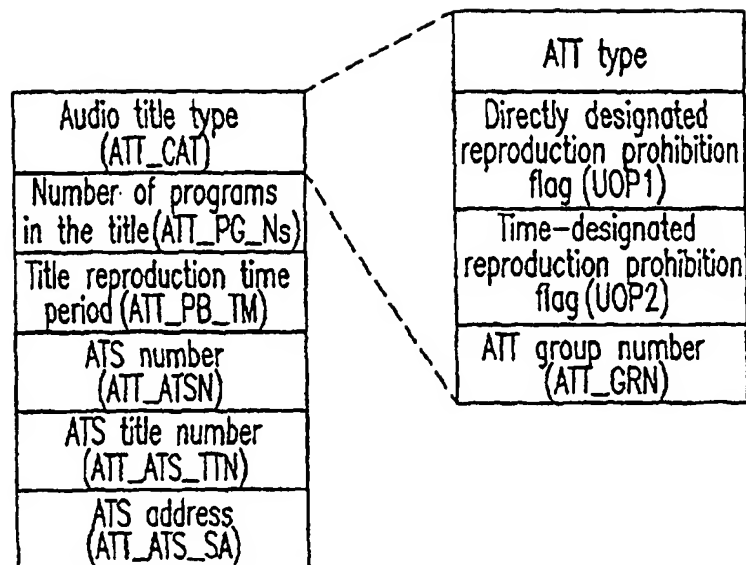 Audio title type
(ATT_CAT)
Number of programs
in the title (ATT_PG_Ns)
Title reproduction time
period (ATT_PB_TM)
ATS number
(ATT_ATSN)
ATS title number
(ATT_ATS_TTN)
ATS address
(ATT_ATS_SA)
ATT type
Directly designated
reproduction prohibition
flag (UOP1)
Time-designated
reproduction prohibition
flag (UOP2)
ATT group number
(ATT_GRN)